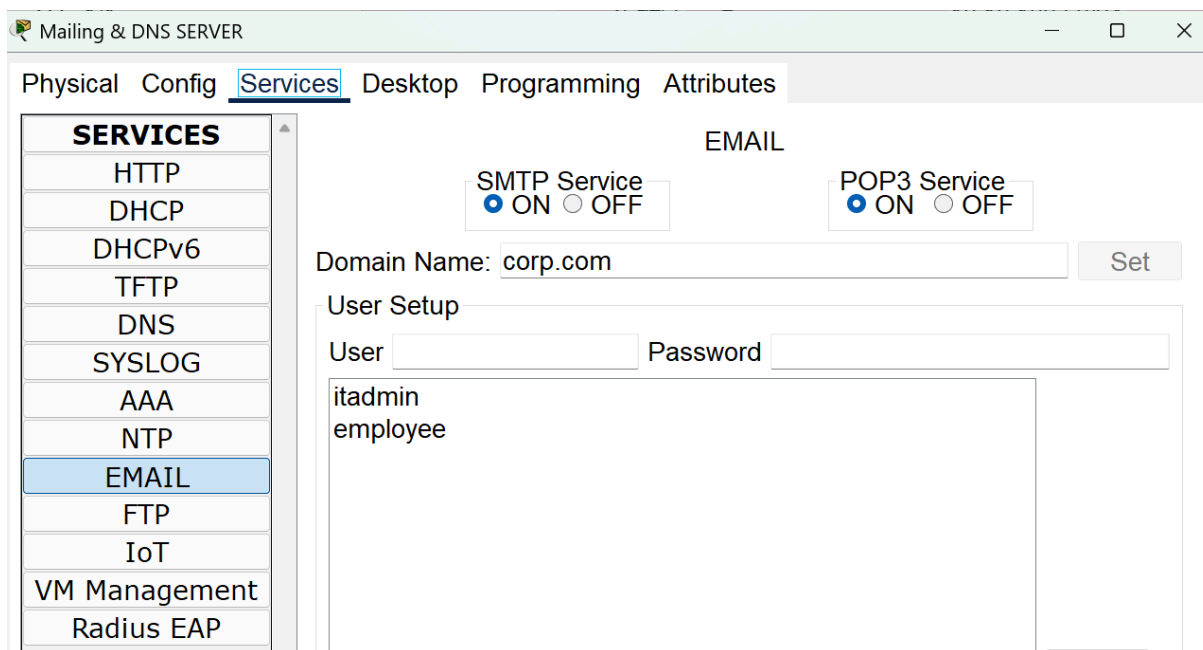 Mailing & DNS SERVER
Physical Config Services Desktop Programming Attributes
SERVICES
HTTP
DHCP
DHCPv6
TFTP
DNS
SYSLOG
AAA
NTP
EMAIL
FTP
IoT
VM Management
Radius EAP
EMAIL
SMTP Service
ON OFF
POP3 Service
ON OFF
Domain Name: corp.com Set
User Setup
User Password
itadmin
employee